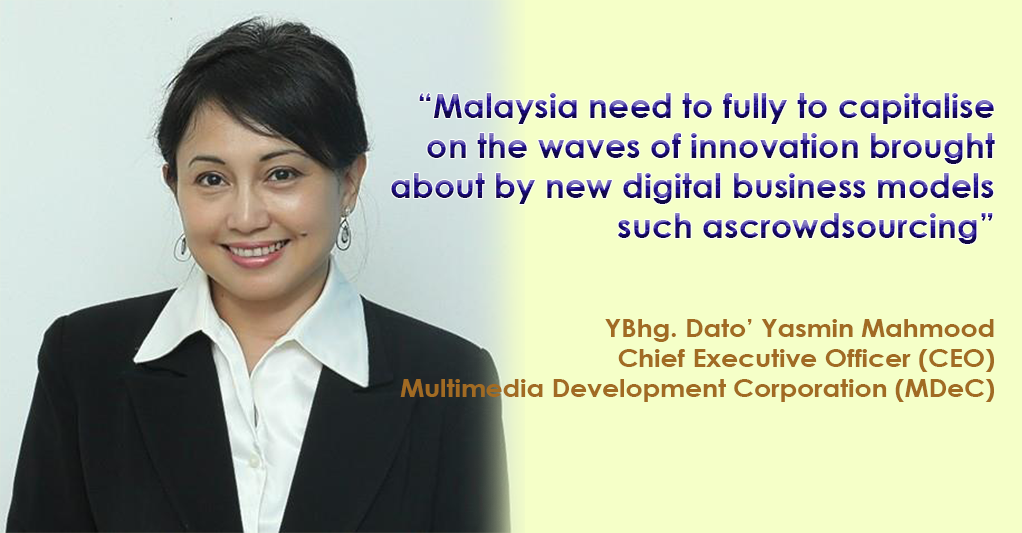 “Malaysia need to fully to capitalise
on the waves of innovation brought
about by new digital business models
such ascrowdsourcing”
YBhg. Dato’ Yasmin Mahmood
Chief Executive Officer (CEO)
Multimedia Development Corporation (MDeC)